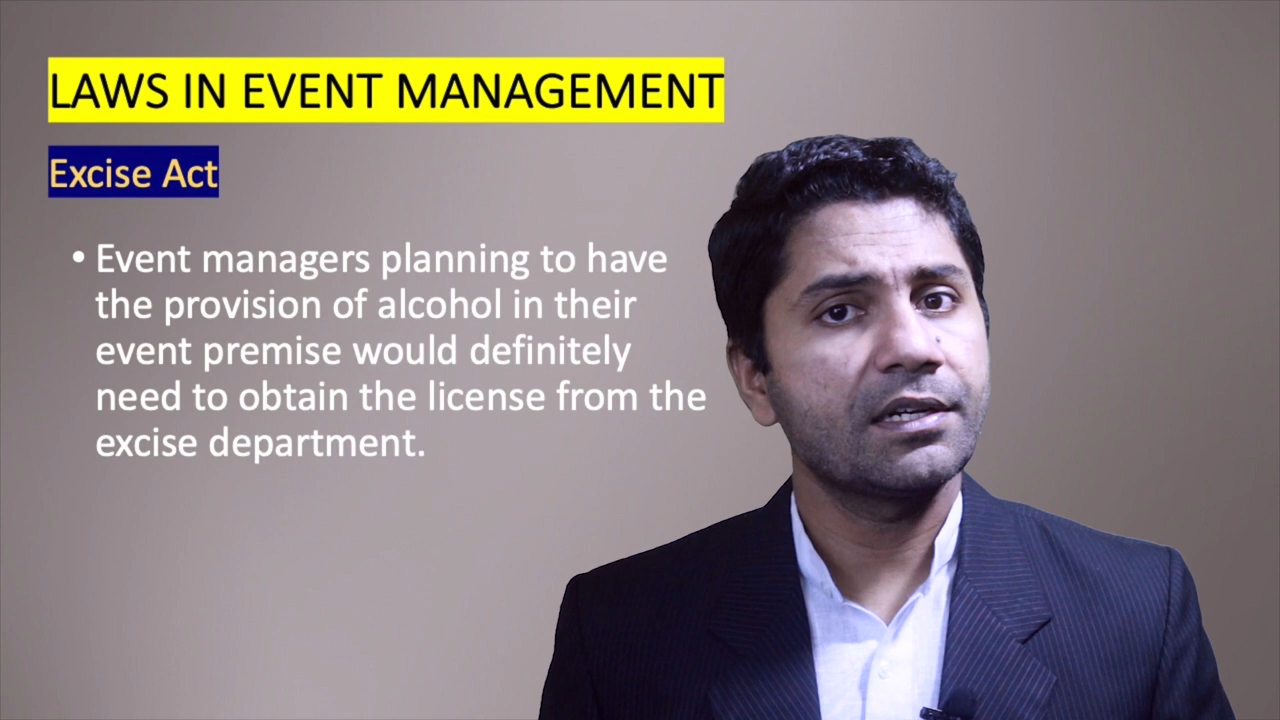 LAWS IN EVENT MANAGEMENT
Excise Act
• Event managers planning to have
the provision of alcohol in their
event premise would definitely
need to obtain the license from the
excise department.